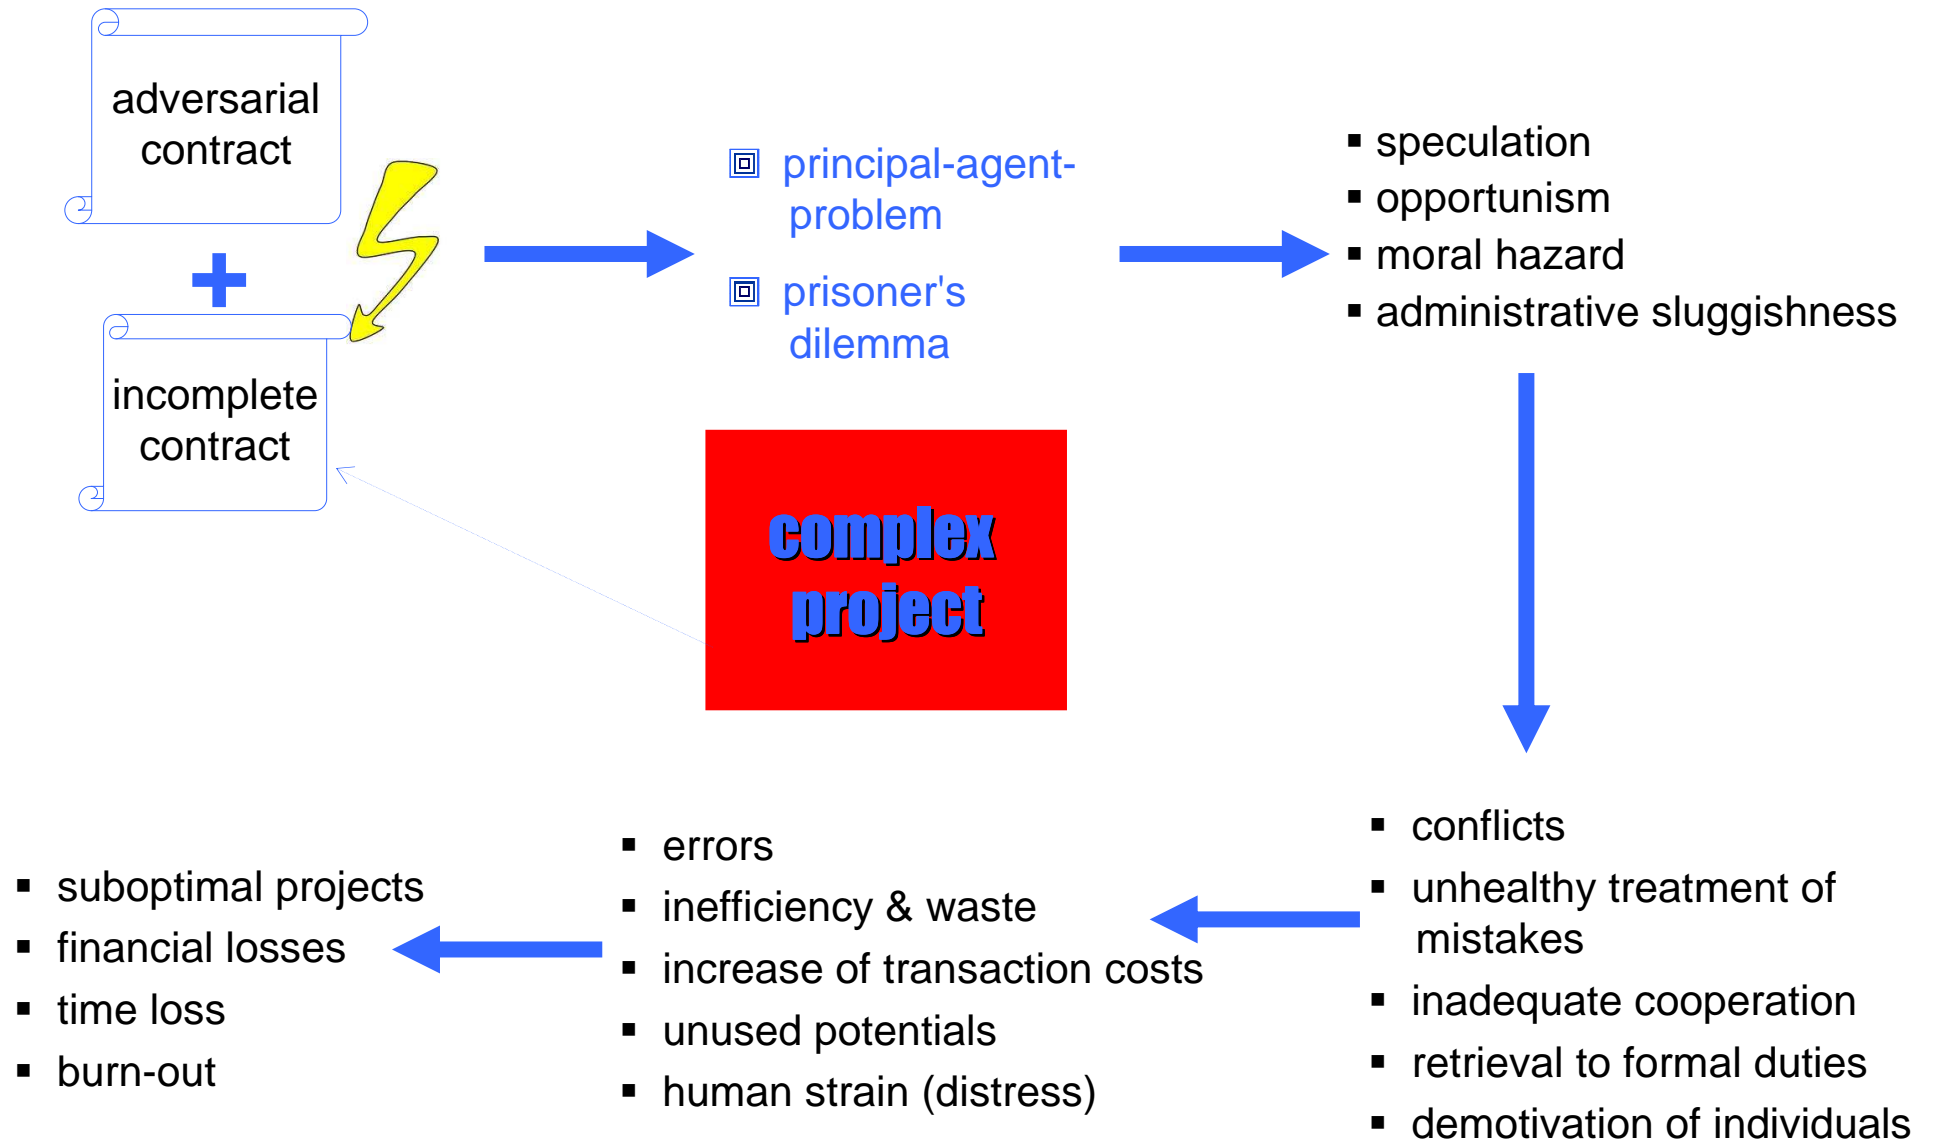 adversarial
contract
+
incomplete
contract
principal-agent-
problem
prisoner's
dilemma
▪ speculation
▪ opportunism
▪ moral hazard
▪ administrative sluggishness
complex
project
▪ conflicts
▪ unhealthy treatment of
mistakes
▪ inadequate cooperation
▪ retrieval to formal duties
▪ demotivation of individuals
▪ errors
▪ inefficiency & waste
▪ increase of transaction costs
▪ unused potentials
▪ human strain (distress)
▪ suboptimal projects
▪ financial losses
▪ time loss
▪ burn-out